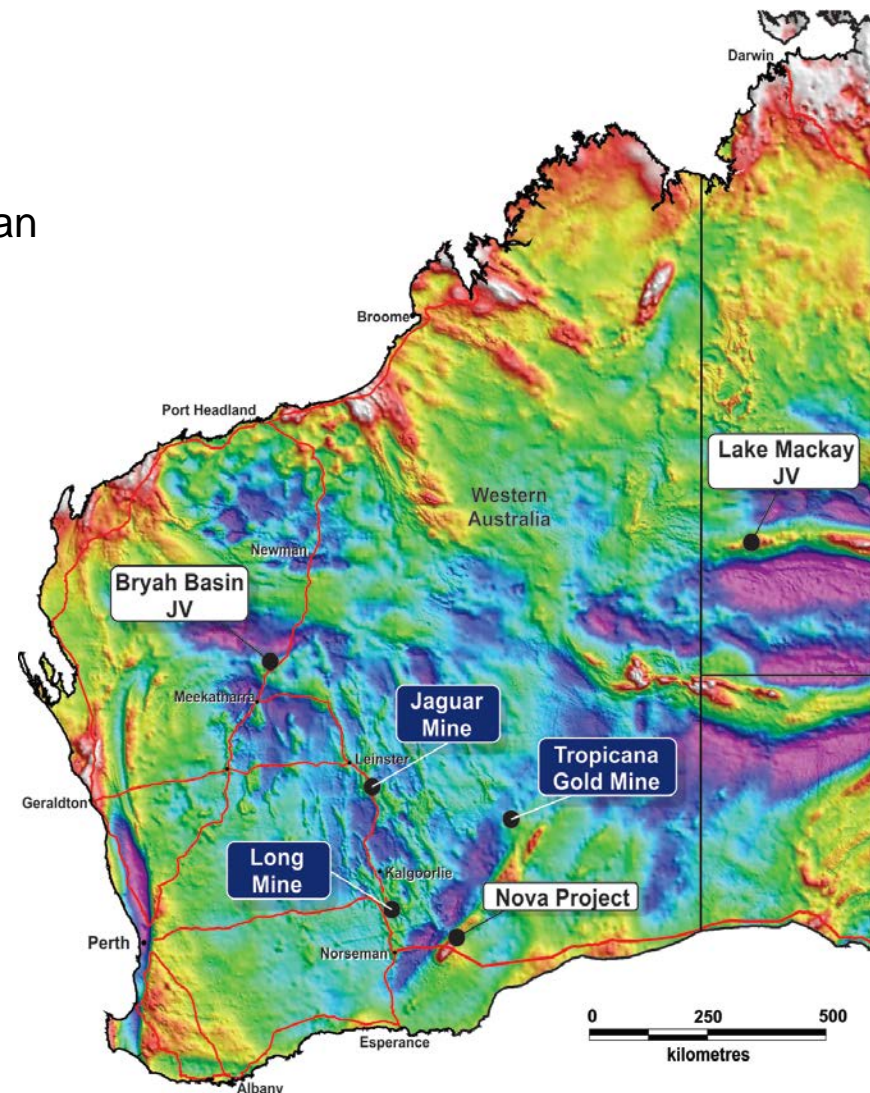 Darwin
an
Broome
Port Headland
Lake Mackay
JV
Western
Australia
Newman
Bryah Basin
JV
Meekatharra
Jaguar
Mine
Leinster
Tropicana
Gold Mine
Geraldton
Long
Mine
Kalgoorlie
Nova Project
Perth
Norseman
0 250 500
kilometres
Esperance
Albany